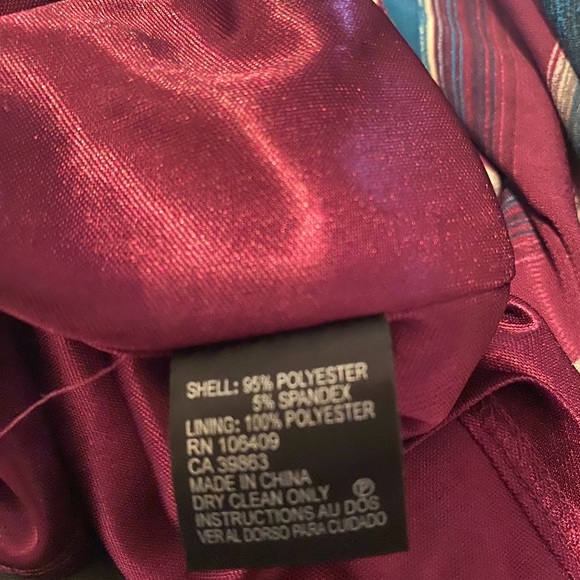 SHELL: 95% POLYESTER
5% SPANDEX
LINING: 100% POLYESTER
RN 106409
CA 39863
MADE IN CHINA
DRY CLEAN ONLY Ⓟ
INSTRUCTIONS AU DOS
VER AL DORSO PARA CUIDADO